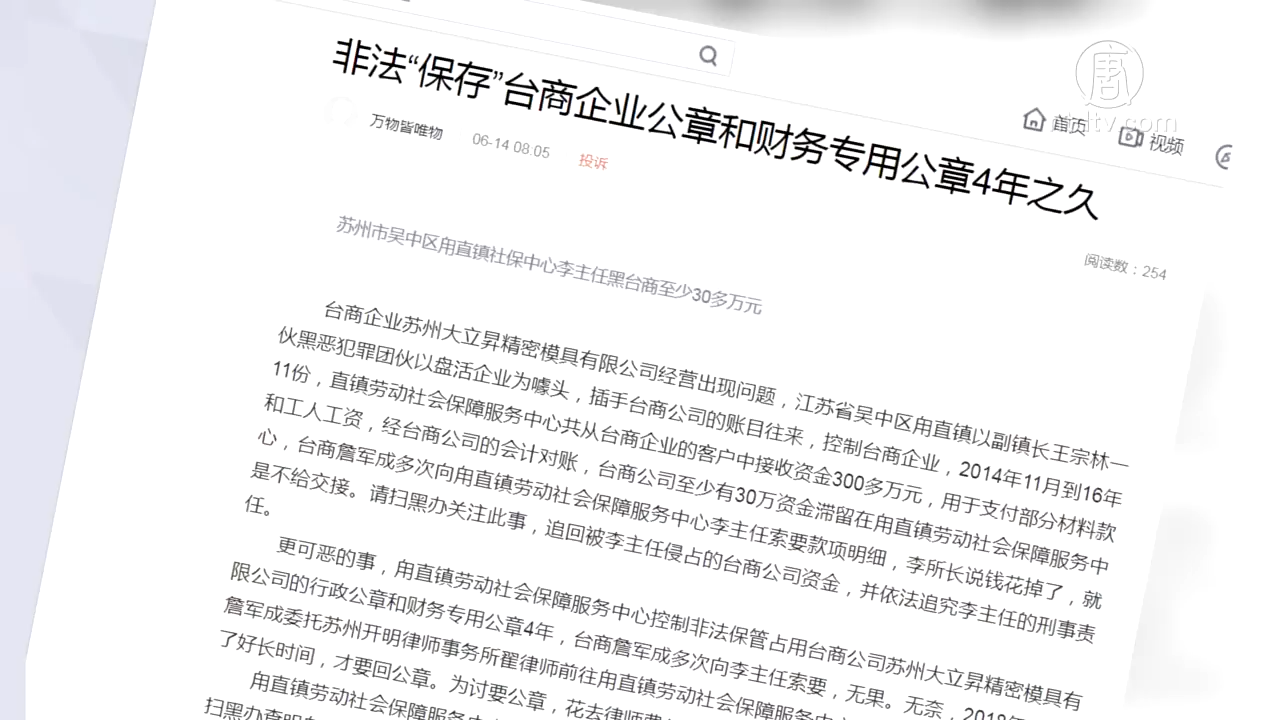 非法“保存”台商企业公章和财务专用公章4年之久
唐
首页
视频
万物皆唯物
06-14 08:05
投诉
阅读数：254
苏州市吴中区甪直镇社保中心李主任黑台商至少30多万元
台商企业苏州大立昇精密模具有限公司经营出现问题，江苏省吴中区甪直镇以副镇长王宗林一
伙黑恶犯罪团伙以盘活企业为噱头，插手台商公司的账目往来，控制台商企业，2014年11月到16年
11份，直镇劳动社会保障服务中心共从台商企业的客户中接收资金300多万元，用于支付部分材料款
和工人工资，经台商公司的会计对账，台商公司至少有30万资金滞留在甪直镇劳动社会保障服务中
心，台商詹军成多次向甪直镇劳动社会保障服务中心李主任索要款项明细，李所长说钱花掉了，就
是不给交接。请扫黑办关注此事，追回被李主任侵占的台商公司资金，并依法追究李主任的刑事责
任。
更可恶的事，甪直镇劳动社会保障服务中心控制非法保管占用台商公司苏州大立昇精密模具有
限公司的行政公章和财务专用公章4年，台商詹军成多次向李主任索要，无果。无奈，2018年
詹军成委托苏州开明律师事务所翟律师前往甪直镇劳动社会保障服务中
了好长时间，才要回公章。为讨要公章，花去律师费
甪直镇劳动社会保障服务中
扫黑办查明